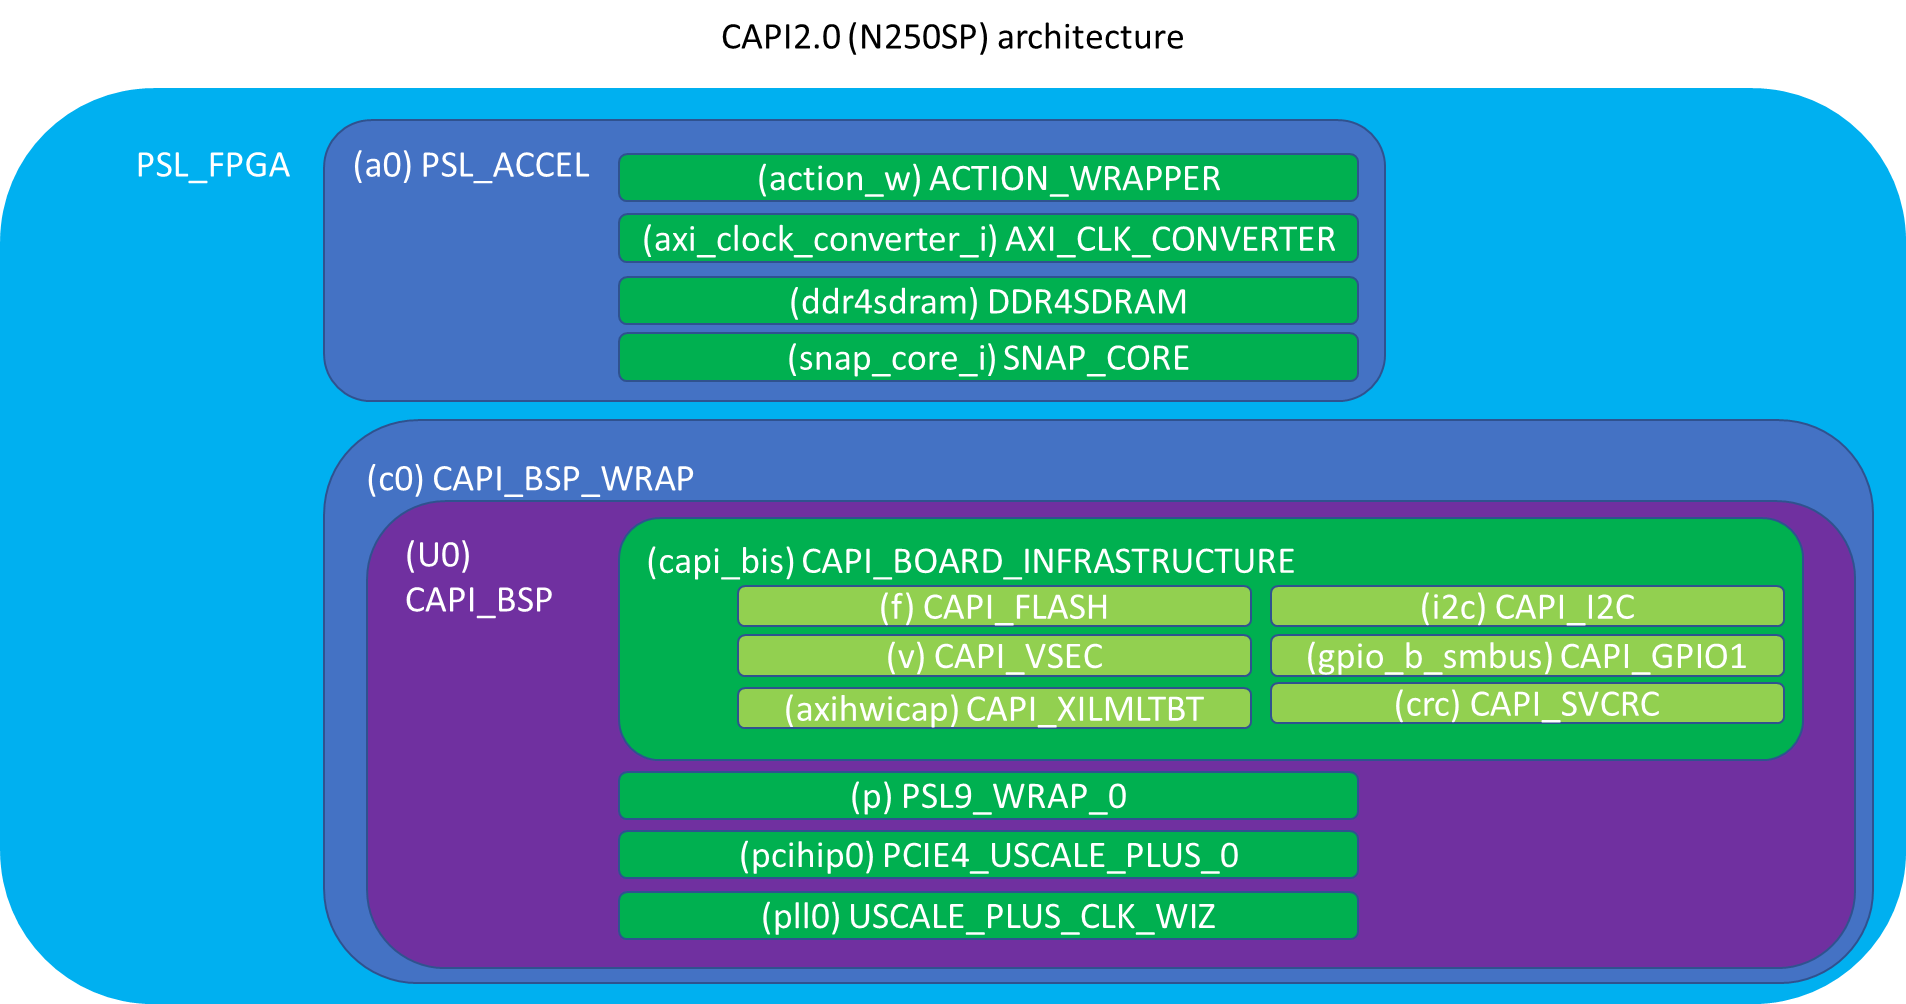 CAPI2.0 (N250SP) architecture
PSL_FPGA
(a0) PSL_ACCEL
(action_w) ACTION_WRAPPER
(axi_clock_converter_i) AXI_CLK_CONVERTER
(ddr4sdram) DDR4SDRAM
(snap_core_i) SNAP_CORE
(c0) CAPI_BSP_WRAP
(U0)
CAPI_BSP
(capi_bis) CAPI_BOARD_INFRASTRUCTURE
(f) CAPI_FLASH
(i2c) CAPI_I2C
(v) CAPI_VSEC
(gpio_b_smbus) CAPI_GPIO1
(axihwicap) CAPI_XILMLTBT
(crc) CAPI_SVCRC
(p) PSL9_WRAP_0
(pcihip0) PCIE4_USCALE_PLUS_0
(pll0) USCALE_PLUS_CLK_WIZ